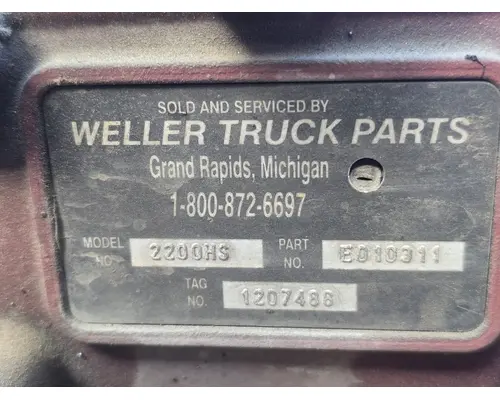 SOLD AND SERVICED BY
WELLER TRUCK PARTS
Grand Rapids, Michigan
1-800-872-6697
MODEL NO. 2200HS PART NO. E010311
TAG NO. 1207486